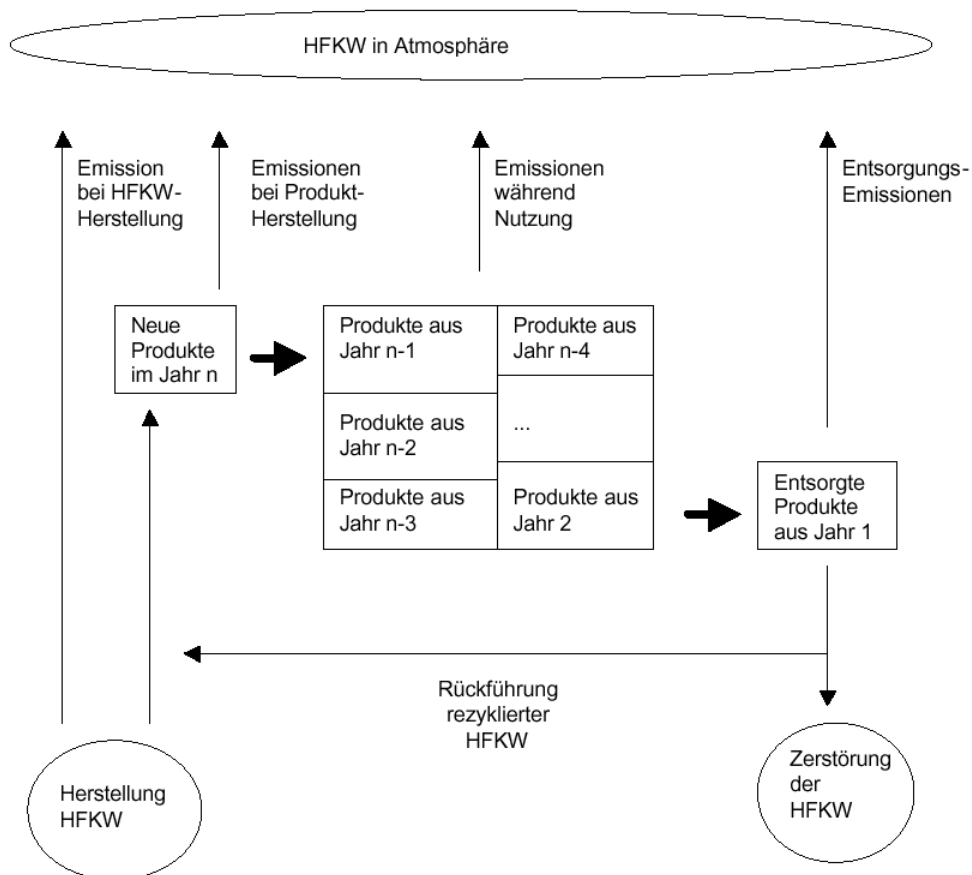 HFKW in Atmosphäre
Emission
bei HFKW-
Herstellung
Emissionen
bei Produkt-
Herstellung
Emissionen
während
Nutzung
Entsorgungs-
Emissionen
Neue
Produkte
im Jahr n
Produkte aus
Jahr n-1
Produkte aus
Jahr n-2
Produkte aus
Jahr n-3
Produkte aus
Jahr n-4
...
Produkte aus
Jahr 2
Entsorgte
Produkte
aus Jahr 1
Rückführung
rezyklierter
HFKW
Herstellung
HFKW
Zerstörung
der
HFKW